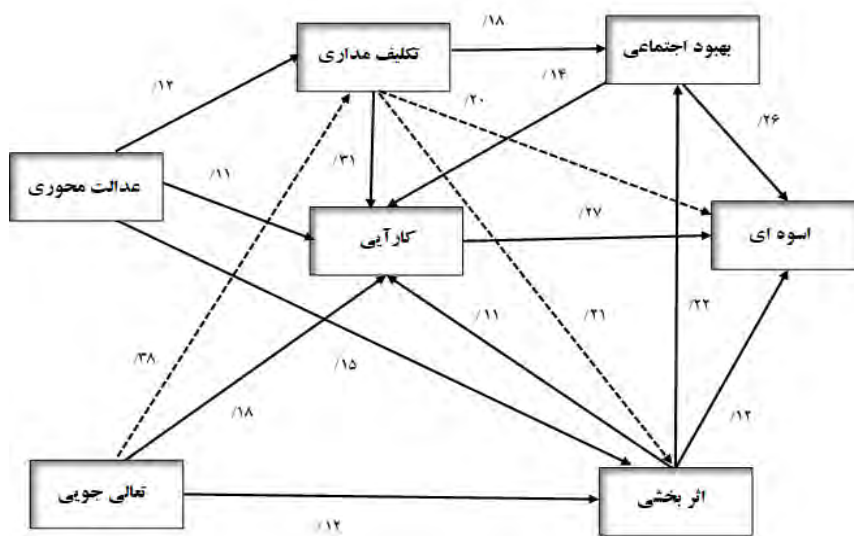 /۱۸
بهبود اجتماعی
تکلیف مداری
/۱۲
/۱۴
/۲۰
/۲۶
/۳۱
عدالت محوری
/۱۱
کارآیی
/۲۷
اسوه ای
/۱۱
/۲۱
/۲۲
/۳۸
/۱۵
/۱۸
/۱۲
تعالی جویی
اثر بخشی
/۱۲